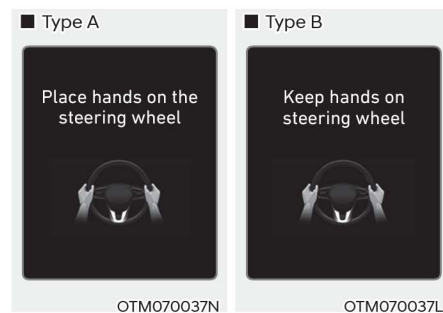 ■ Type A
Place hands on the
steering wheel
OTM070037N
■ Type B
Keep hands on
steering wheel
OTM070037L